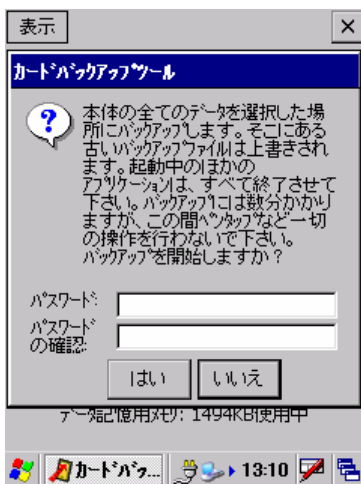 表示
カードバックアップツール
本体の全てのデータを選択した場
所にバックアップします。そこにある
古いバックアップファイルは上書きされ
ます。起動中のほかの
アプリケーションは、すべて終了させて
下さい。バックアップには数分かかり
ますが、この間ペンタップなど一切
の操作を行わないで下さい。
バックアップを開始しますか？
パスワード:
パスワード
の確認:
はい
いいえ
データ記憶用メモリ: 1494KB使用中
カードバック...
13:10